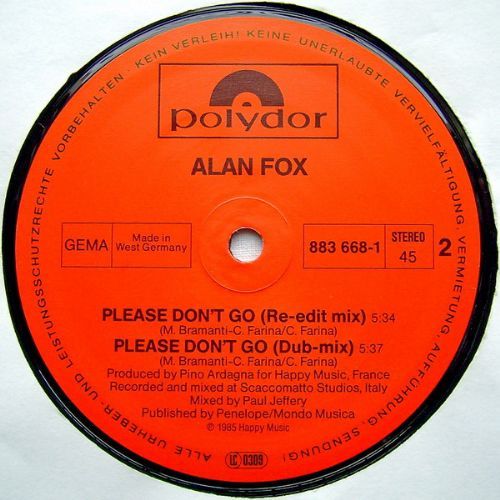 ALLE URHEBER- UND LEISTUNGSSCHUTZRECHTE VORBEHALTEN · KEIN VERLEIH! KEINE UNERLAUBTE VERVIELFÄLTIGUNG, VERMIETUNG, AUFFÜHRUNG, SENDUNG!
polydor
ALAN FOX
GEMA
Made in
West Germany
883 668-1
STEREO
45
2
PLEASE DON'T GO (Re-edit mix) 5:34
(M. Bramanti-C. Farina/C. Farina)
PLEASE DON'T GO (Dub-mix) 5:37
(M. Bramanti-C. Farina/C. Farina)
Produced by Pino Ardagna for Happy Music, France
Recorded and mixed at Scaccomatto Studios, Italy
Mixed by Paul Jeffery
Published by Penelope/Mondo Musica
℗ 1985 Happy Music
LC 0309